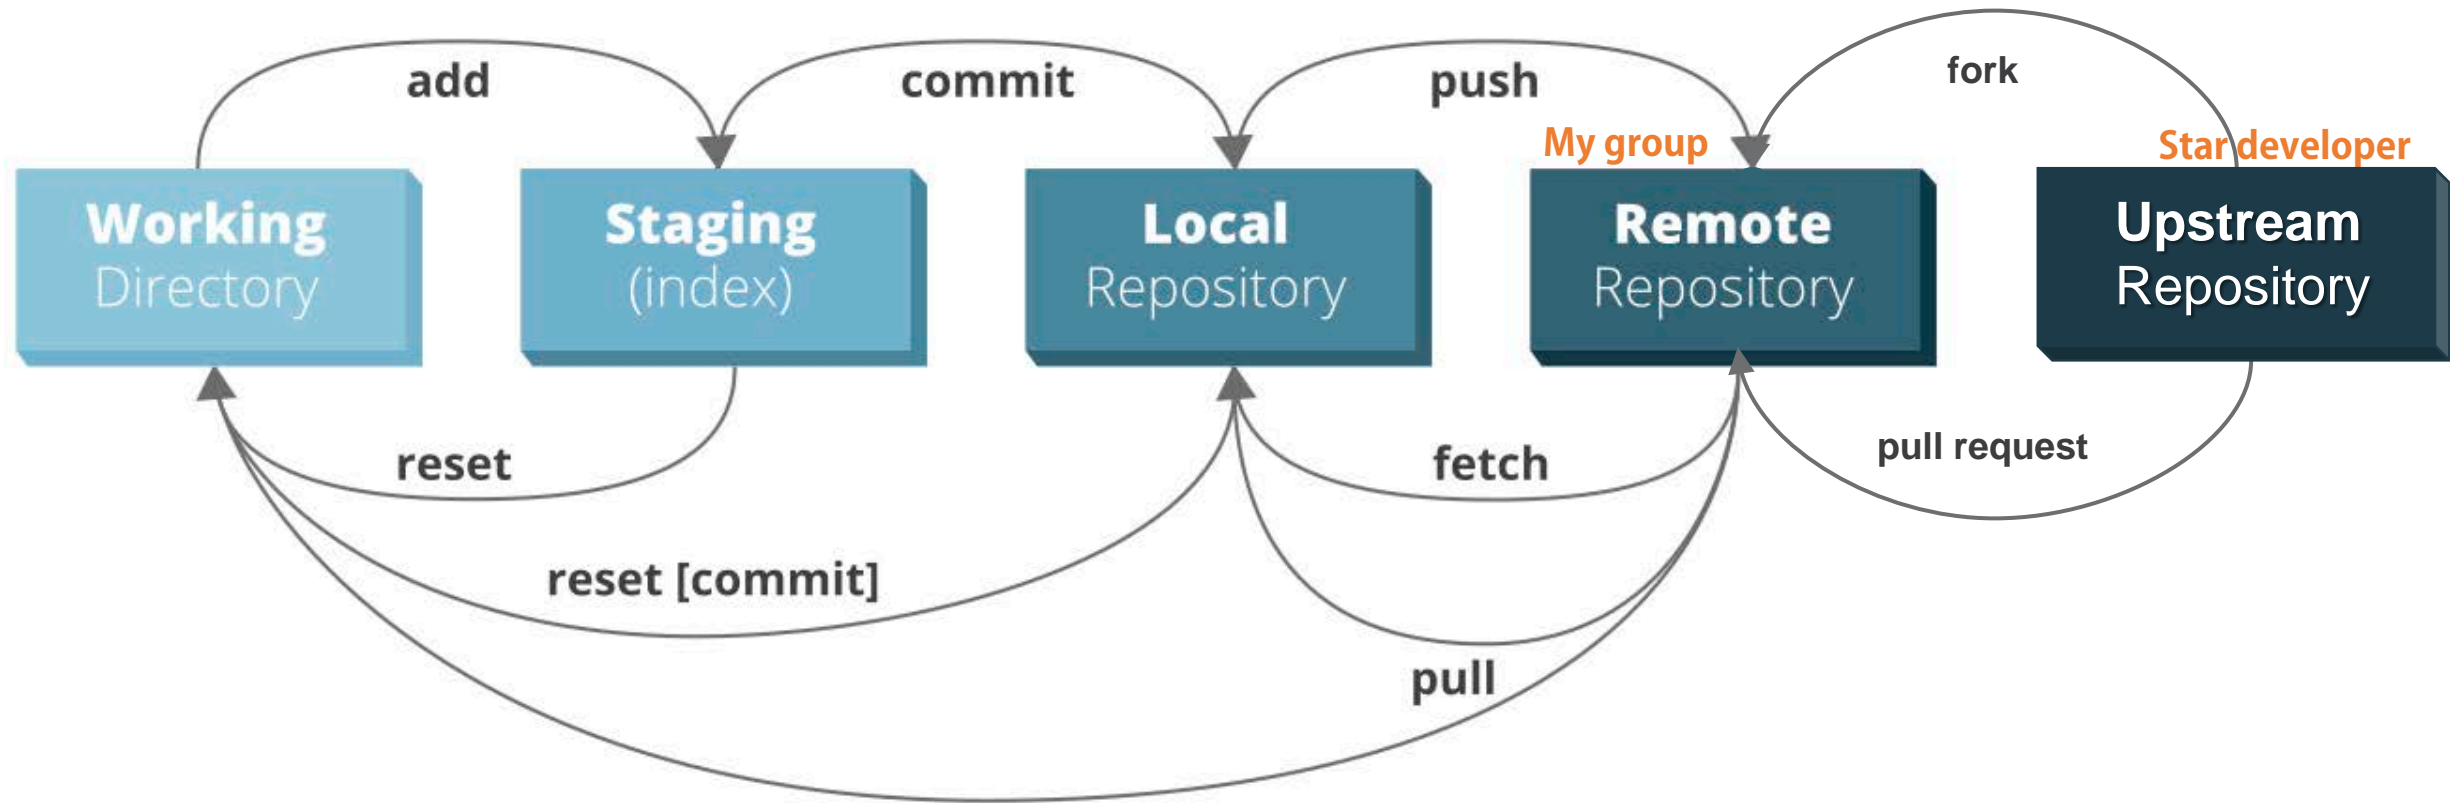 add
commit
push
fork
My group
Star developer
Working
Directory
Staging
(index)
Local
Repository
Remote
Repository
Upstream
Repository
reset
fetch
pull request
reset [commit]
pull